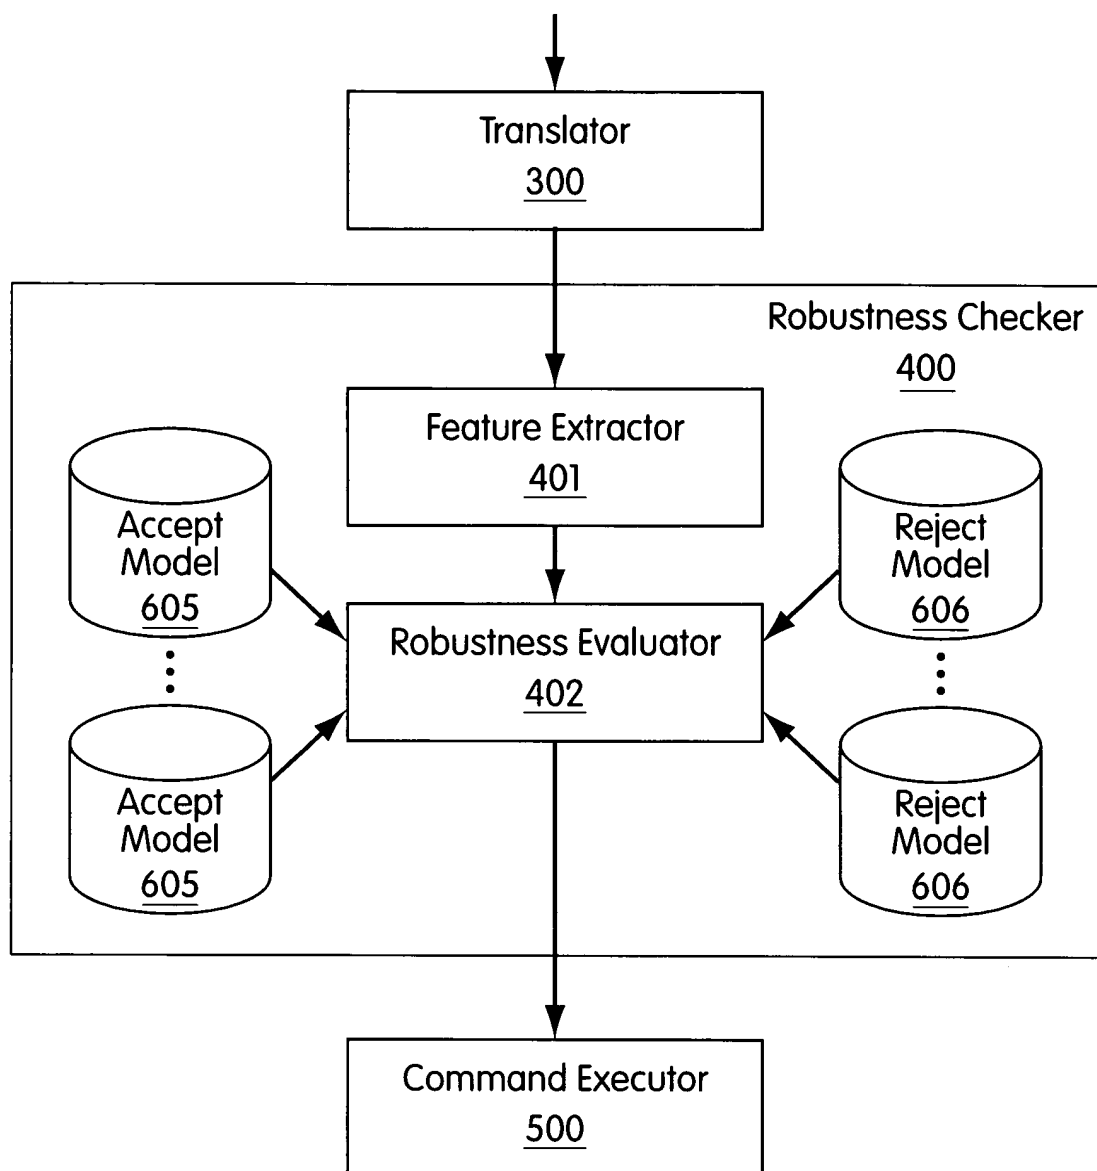 Translator
300
Robustness Checker
400
Feature Extractor
401
Accept
Model
605
Reject
Model
606
Robustness Evaluator
402
Accept
Model
605
Reject
Model
606
Command Executor
500